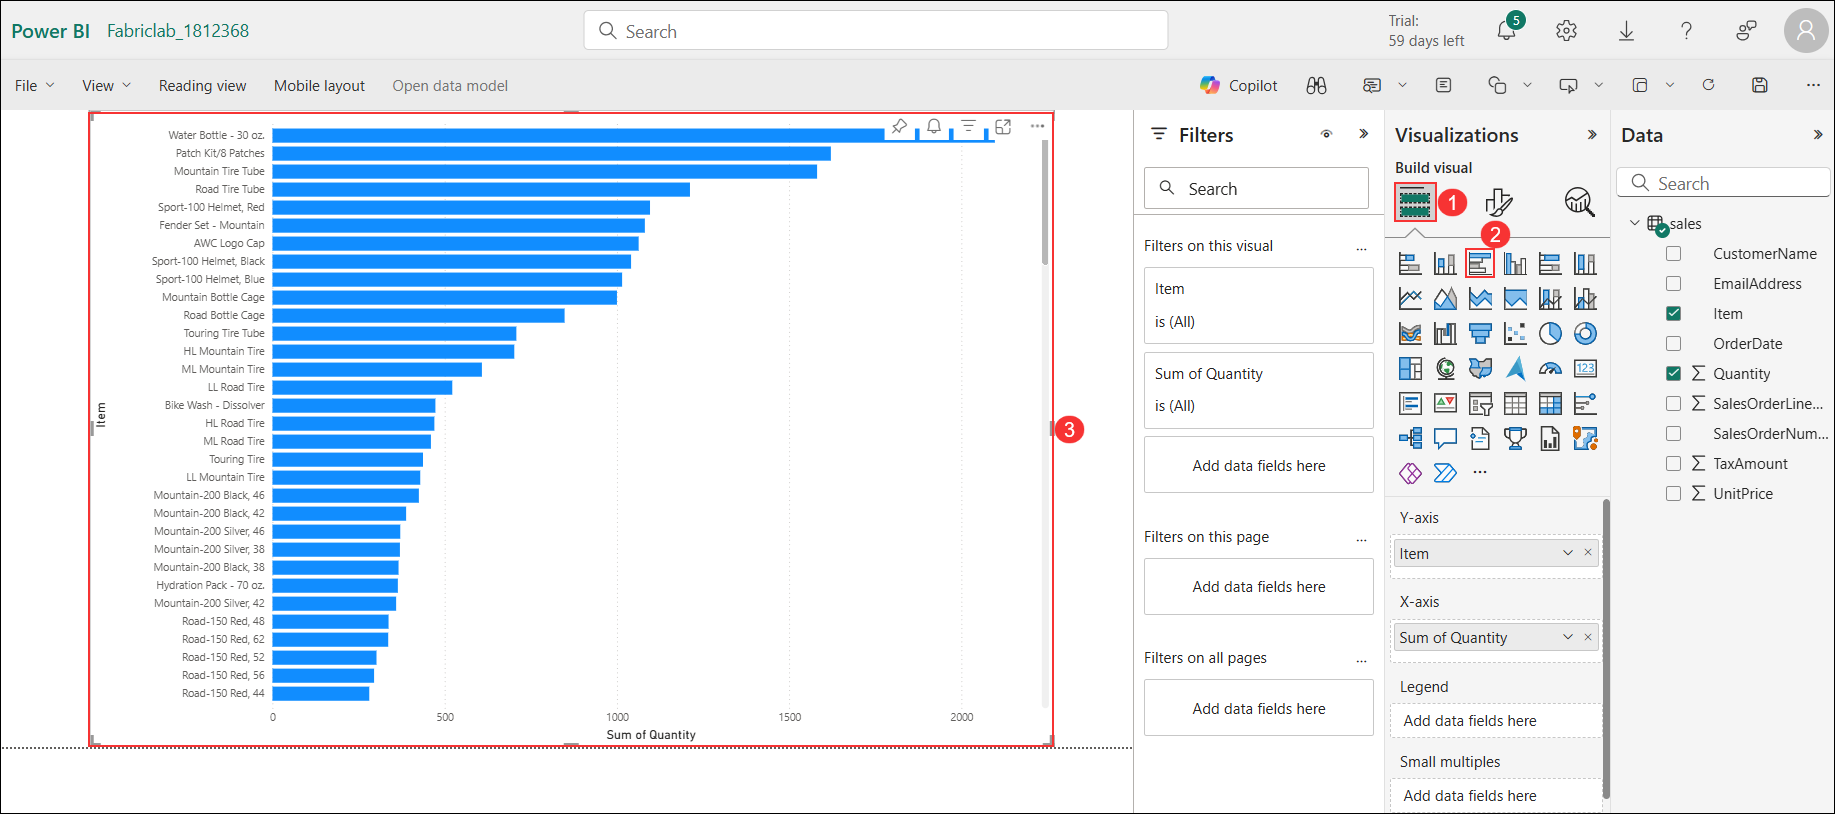 Power BI Fabriclab_1812368
Search
Trial:
59 days left
5
File View Reading view Mobile layout Open data model
Copilot
Water Bottle - 30 oz.
Patch Kit/8 Patches
Mountain Tire Tube
Road Tire Tube
Sport-100 Helmet, Red
Fender Set - Mountain
AWC Logo Cap
Sport-100 Helmet, Black
Sport-100 Helmet, Blue
Mountain Bottle Cage
Road Bottle Cage
Touring Tire Tube
HL Mountain Tire
ML Mountain Tire
LL Road Tire
Bike Wash - Dissolver
HL Road Tire
ML Road Tire
Touring Tire
LL Mountain Tire
Mountain-200 Black, 46
Mountain-200 Black, 42
Mountain-200 Silver, 46
Mountain-200 Silver, 38
Mountain-200 Black, 38
Hydration Pack - 70 oz.
Mountain-200 Silver, 42
Road-150 Red, 48
Road-150 Red, 62
Road-150 Red, 52
Road-150 Red, 56
Road-150 Red, 44
Item
0 500 1000 1500 2000
Sum of Quantity
3
Filters
Search
Filters on this visual ...
Item
is (All)
Sum of Quantity
is (All)
Add data fields here
Filters on this page ...
Add data fields here
Filters on all pages ...
Add data fields here
Visualizations
Build visual
1
2
123
...
Y-axis
Item
X-axis
Sum of Quantity
Legend
Add data fields here
Small multiples
Add data fields here
Data
Search
sales
CustomerName
EmailAddress
Item
OrderDate
Quantity
SalesOrderLine...
SalesOrderNum...
TaxAmount
UnitPrice